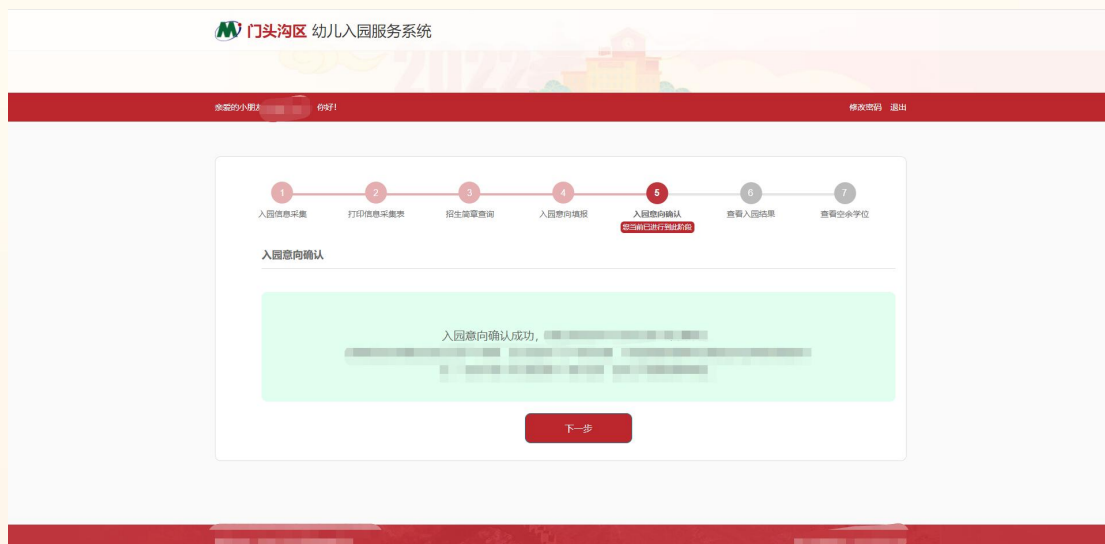 门头沟区 幼儿入园服务系统
2022
亲爱的小朋友 你好！ 修改密码 退出
1 2 3 4 5 6 7
入园信息采集 打印信息采集表 招生简章查询 入园意向填报 入园意向确认 查看入园结果 查看空余学位
您当前已进行到此阶段
入园意向确认
入园意向确认成功，
下一步